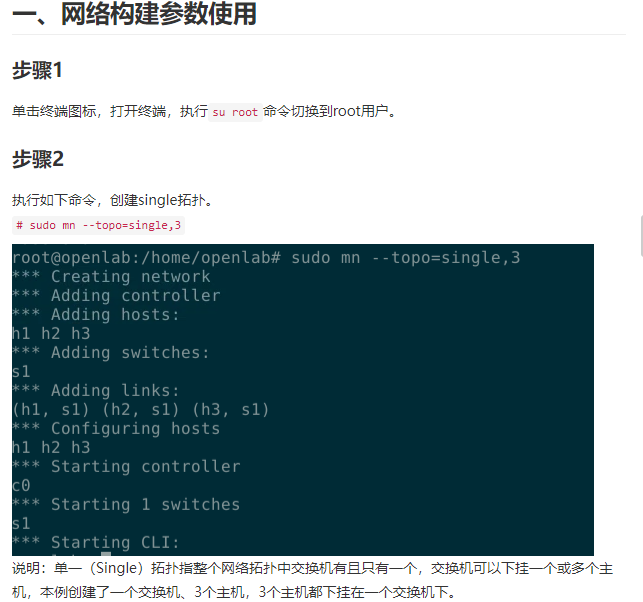 一、网络构建参数使用
步骤1
单击终端图标，打开终端，执行 su root 命令切换到root用户。
步骤2
执行如下命令，创建single拓扑。
# sudo mn --topo=single,3
root@openlab:/home/openlab# sudo mn --topo=single,3
*** Creating network
*** Adding controller
*** Adding hosts:
h1 h2 h3
*** Adding switches:
s1
*** Adding links:
(h1, s1) (h2, s1) (h3, s1)
*** Configuring hosts
h1 h2 h3
*** Starting controller
c0
*** Starting 1 switches
s1
*** Starting CLI:
说明：单一（Single）拓扑指整个网络拓扑中交换机有且只有一个，交换机可以下挂一个或多个主
机，本例创建了一个交换机、3个主机，3个主机都下挂在一个交换机下。